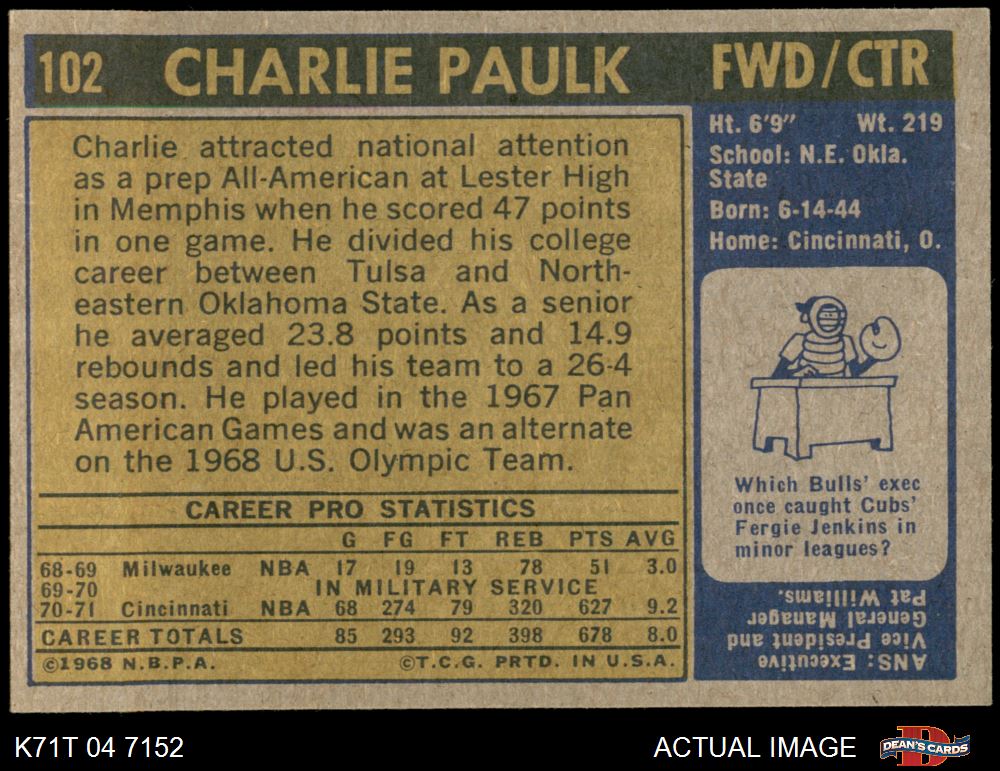 102 CHARLIE PAULK FWD/CTR
Charlie attracted national attention
as a prep All-American at Lester High
in Memphis when he scored 47 points
in one game. He divided his college
career between Tulsa and North-
eastern Oklahoma State. As a senior
he averaged 23.8 points and 14.9
rebounds and led his team to a 26-4
season. He played in the 1967 Pan
American Games and was an alternate
on the 1968 U.S. Olympic Team.
CAREER PRO STATISTICS
G FG FT REB PTS AVG
68-69 Milwaukee NBA 17 19 13 78 51 3.0
69-70 IN MILITARY SERVICE
70-71 Cincinnati NBA 68 274 79 320 627 9.2
CAREER TOTALS 85 293 92 398 678 8.0
©1968 N.B.P.A. ©T.C.G. PRTD. IN U.S.A.
Ht. 6'9" Wt. 219
School: N.E. Okla.
State
Born: 6-14-44
Home: Cincinnati, O.
Which Bulls' exec
once caught Cubs'
Fergie Jenkins in
minor leagues?
ANS: Executive
Vice President and
General Manager
Pat Williams.
K71T 04 7152
ACTUAL IMAGE
DEAN'S CARDS